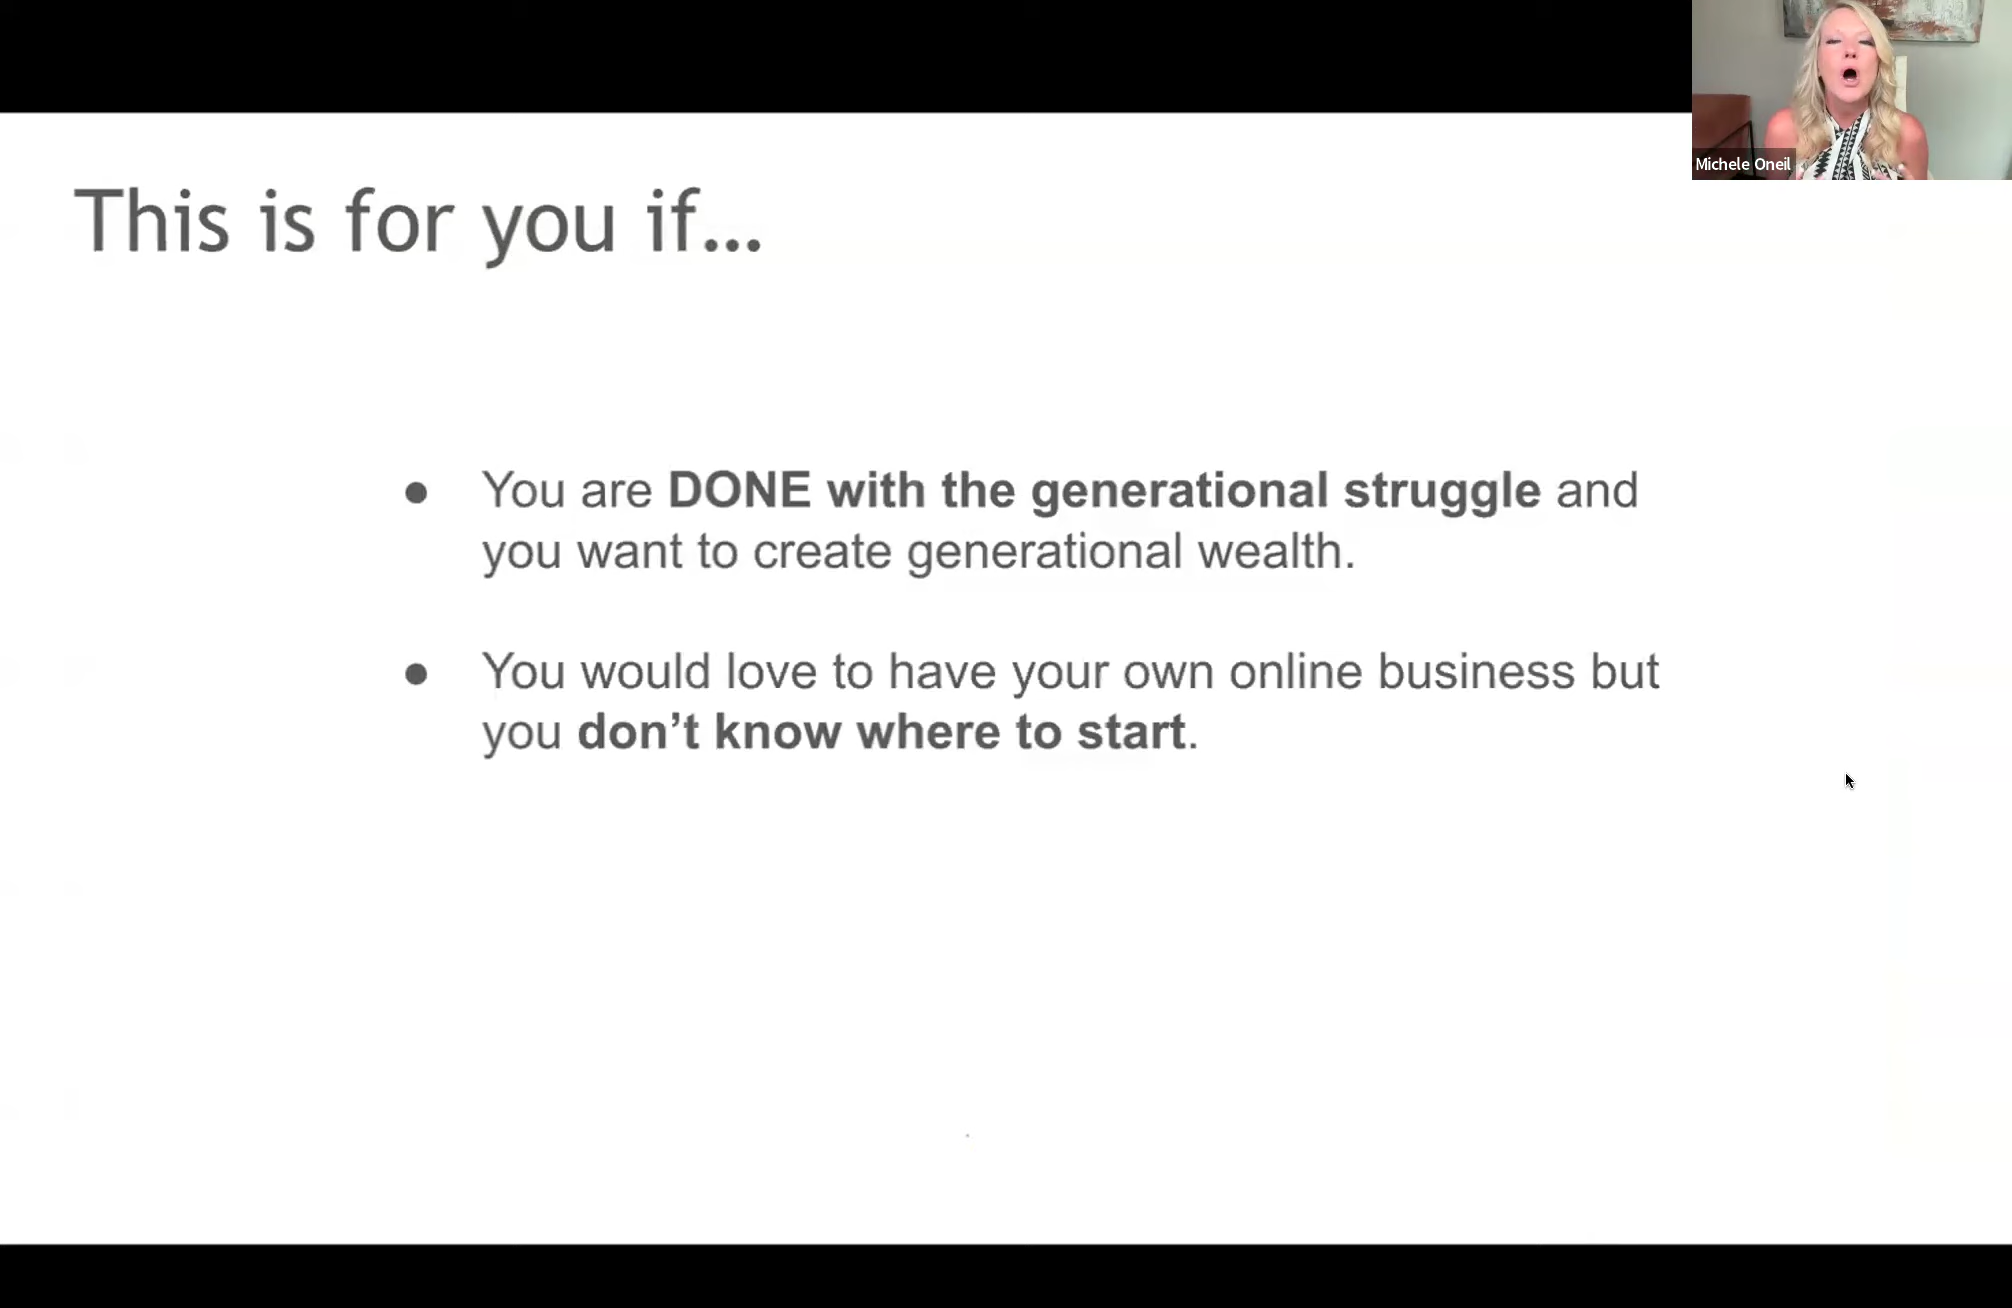 Michele Oneil
This is for you if...
● You are DONE with the generational struggle and
you want to create generational wealth.
● You would love to have your own online business but
you don’t know where to start.